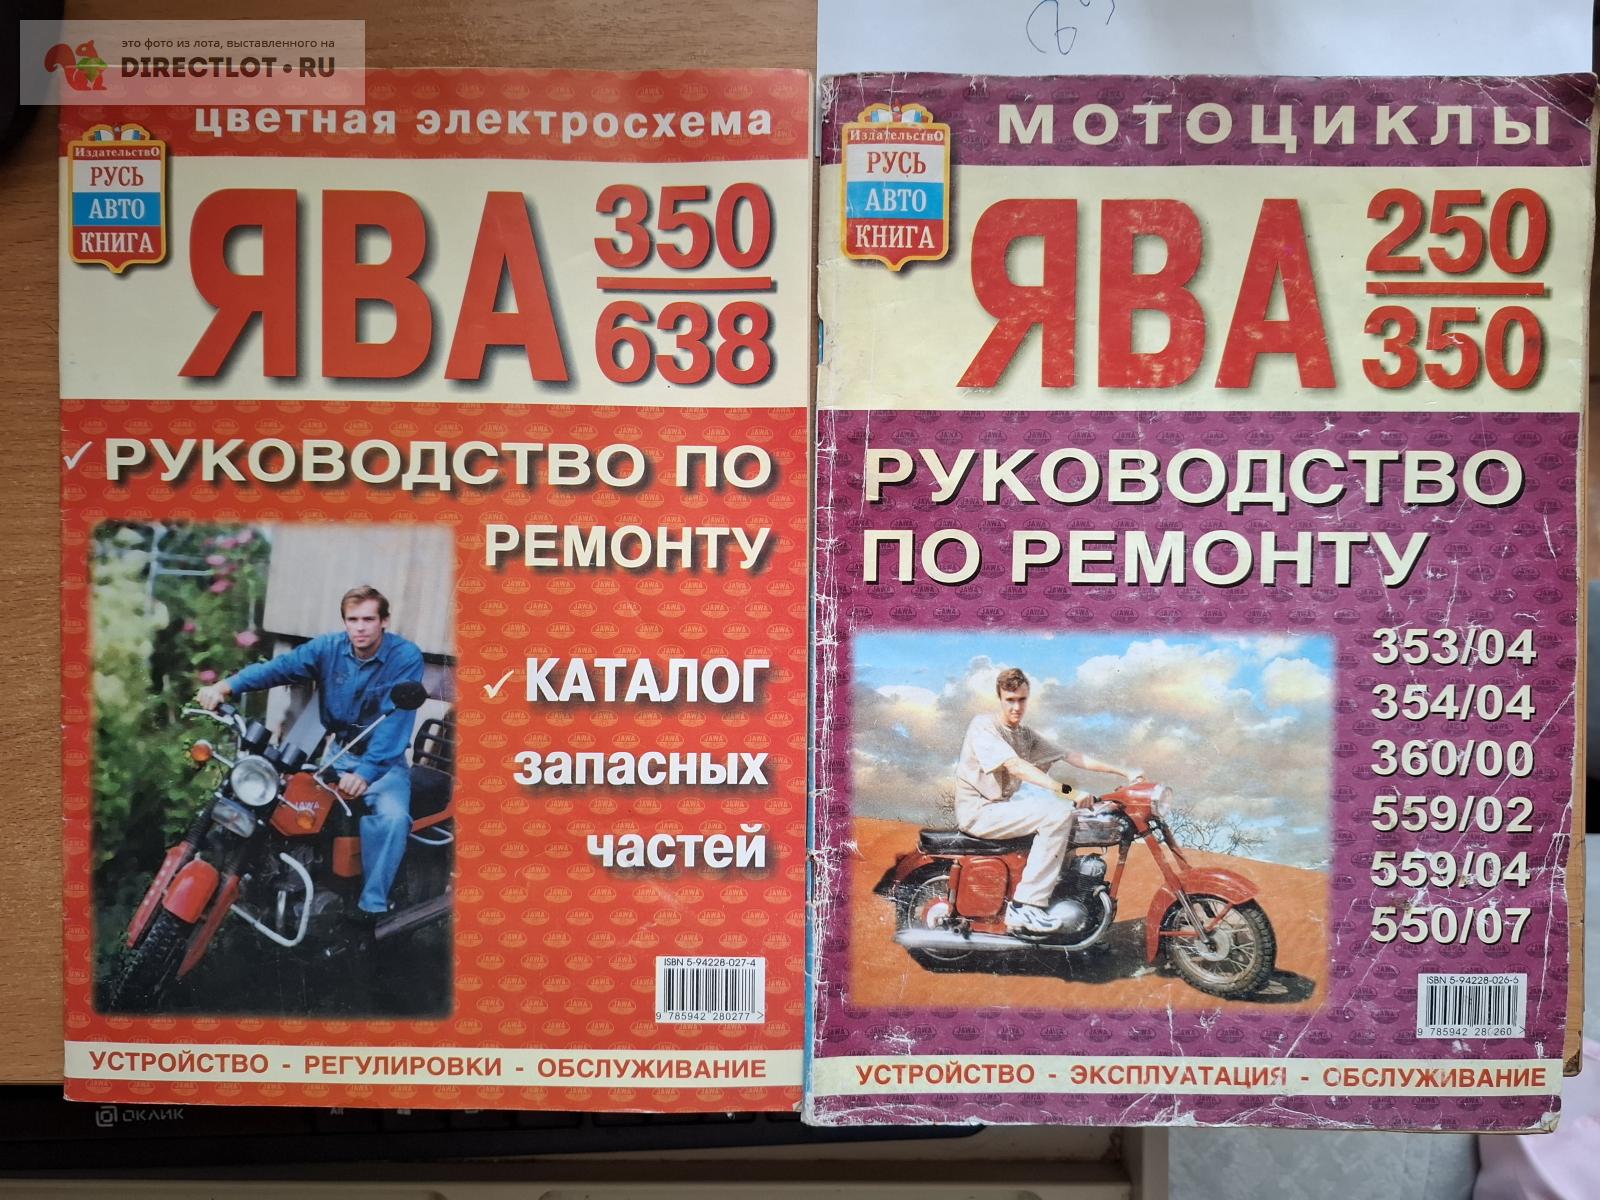 это фото из лота, выставленного на
DIRECTLOT.RU
цветная электросхема
Издательство
РУСЬ
АВТО
КНИГА
ЯВА 350
638
РУКОВОДСТВО ПО
РЕМОНТУ
КАТАЛОГ
запасных
частей
JAWA
ISBN 5-94228-027-4
9 785942 280277 >
УСТРОЙСТВО - РЕГУЛИРОВКИ - ОБСЛУЖИВАНИЕ
ОКЛИК
МОТОЦИКЛЫ
Издательство
РУСЬ
АВТО
КНИГА
ЯВА 250
350
РУКОВОДСТВО
ПО РЕМОНТУ
353/04
354/04
360/00
559/02
559/04
550/07
ISBN 5-94228-026-6
9 785942 280260 >
УСТРОЙСТВО - ЭКСПЛУАТАЦИЯ - ОБСЛУЖИВАНИЕ